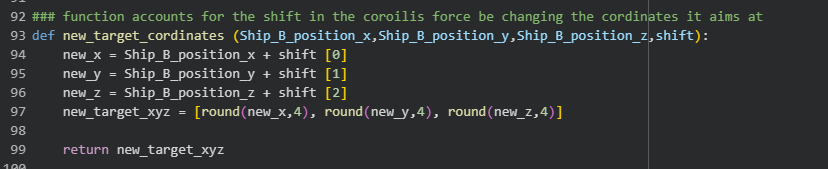 92 ### function accounts for the shift in the coroilis force be changing the cordinates it aims at
93 def new_target_cordinates (Ship_B_position_x,Ship_B_position_y,Ship_B_position_z,shift):
94     new_x = Ship_B_position_x + shift [0]
95     new_y = Ship_B_position_y + shift [1]
96     new_z = Ship_B_position_z + shift [2]
97     new_target_xyz = [round(new_x,4), round(new_y,4), round(new_z,4)]
98
99     return new_target_xyz